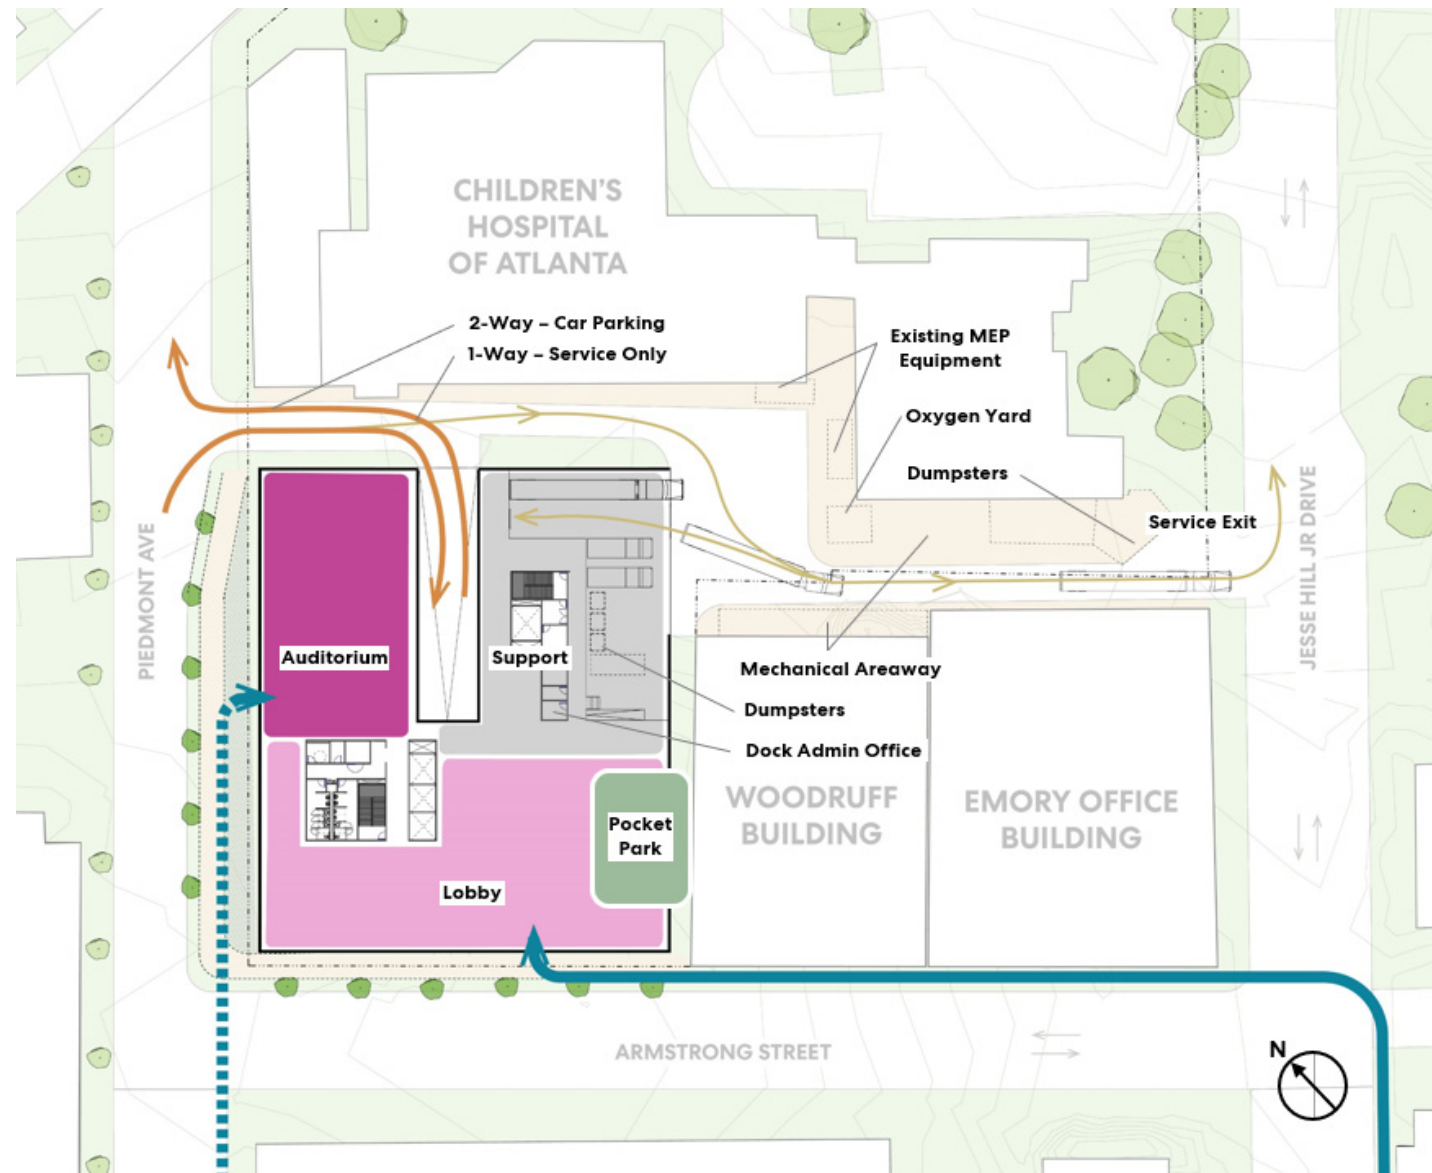 CHILDREN'S
HOSPITAL
OF ATLANTA
2-Way – Car Parking
1-Way – Service Only
Existing MEP
Equipment
Oxygen Yard
Dumpsters
Service Exit
PIEDMONT AVE
JESSE HILL JR DRIVE
Auditorium
Support
Mechanical Areaway
Dumpsters
Dock Admin Office
WOODRUFF
BUILDING
EMORY OFFICE
BUILDING
Pocket
Park
Lobby
ARMSTRONG STREET
N